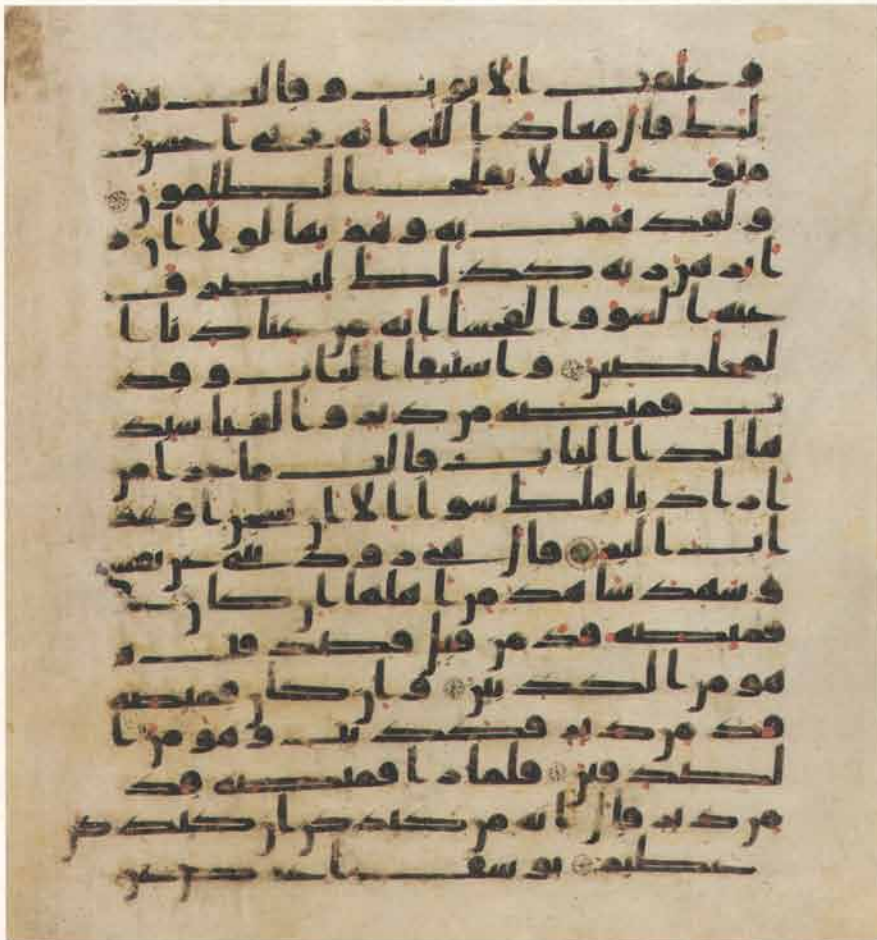 وغلقت الابوب وقالت هيت
لك قال معاذ الله انه ربي احسن
مثوي انه لا يفلح الظلمون
ولقد همت به وهم بها لولا ان ر
ا برهن ربه كذلك لنصرف
عنه السو والفحشا انه من عبادنا ا
لمخلصين واستبقا الباب وقد
ت قميصه من دبر والفيا سيد
ها لدا الباب قالت ما جزا من
اراد باهلك سوا الا ان يسجن او عذ
اب اليم قال هي رودتني عن نفسي
وشهد شاهد من اهلها ان كان
قميصه قد من قبل فصدقت و
هو من الكذبين وان كان قميصه
قد من دبر فكذبت وهو من ا
لصدقين فلما را قميصه قد
من دبر قال انه من كيدكن ان كيدكن
عظيم يوسف اعرض عن